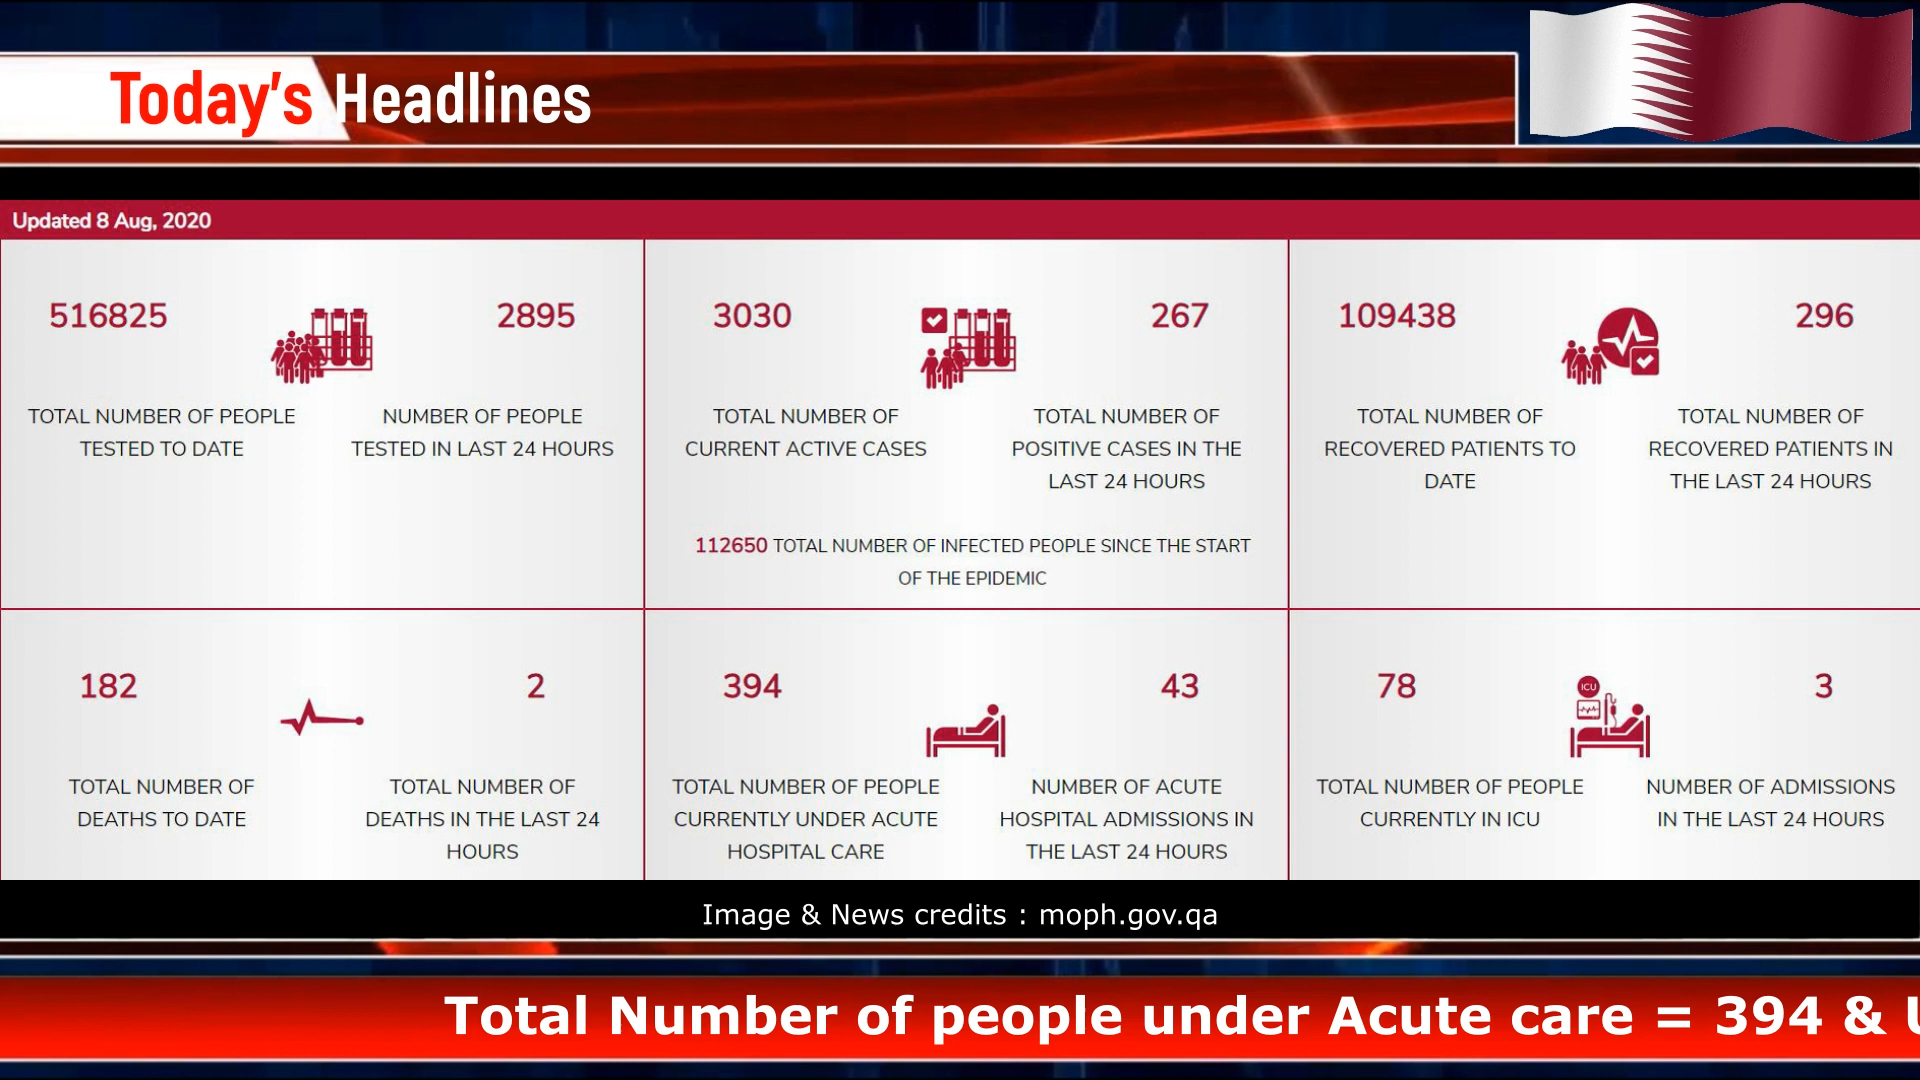 Today's Headlines
Updated 8 Aug, 2020
516825
2895
TOTAL NUMBER OF PEOPLE
TESTED TO DATE
NUMBER OF PEOPLE
TESTED IN LAST 24 HOURS
3030
267
TOTAL NUMBER OF
CURRENT ACTIVE CASES
TOTAL NUMBER OF
POSITIVE CASES IN THE
LAST 24 HOURS
112650 TOTAL NUMBER OF INFECTED PEOPLE SINCE THE START
OF THE EPIDEMIC
109438
296
TOTAL NUMBER OF
RECOVERED PATIENTS TO
DATE
TOTAL NUMBER OF
RECOVERED PATIENTS IN
THE LAST 24 HOURS
182
2
TOTAL NUMBER OF
DEATHS TO DATE
TOTAL NUMBER OF
DEATHS IN THE LAST 24
HOURS
394
43
TOTAL NUMBER OF PEOPLE
CURRENTLY UNDER ACUTE
HOSPITAL CARE
NUMBER OF ACUTE
HOSPITAL ADMISSIONS IN
THE LAST 24 HOURS
78
ICU
3
TOTAL NUMBER OF PEOPLE
CURRENTLY IN ICU
NUMBER OF ADMISSIONS
IN THE LAST 24 HOURS
Image & News credits : moph.gov.qa
Total Number of people under Acute care = 394 &